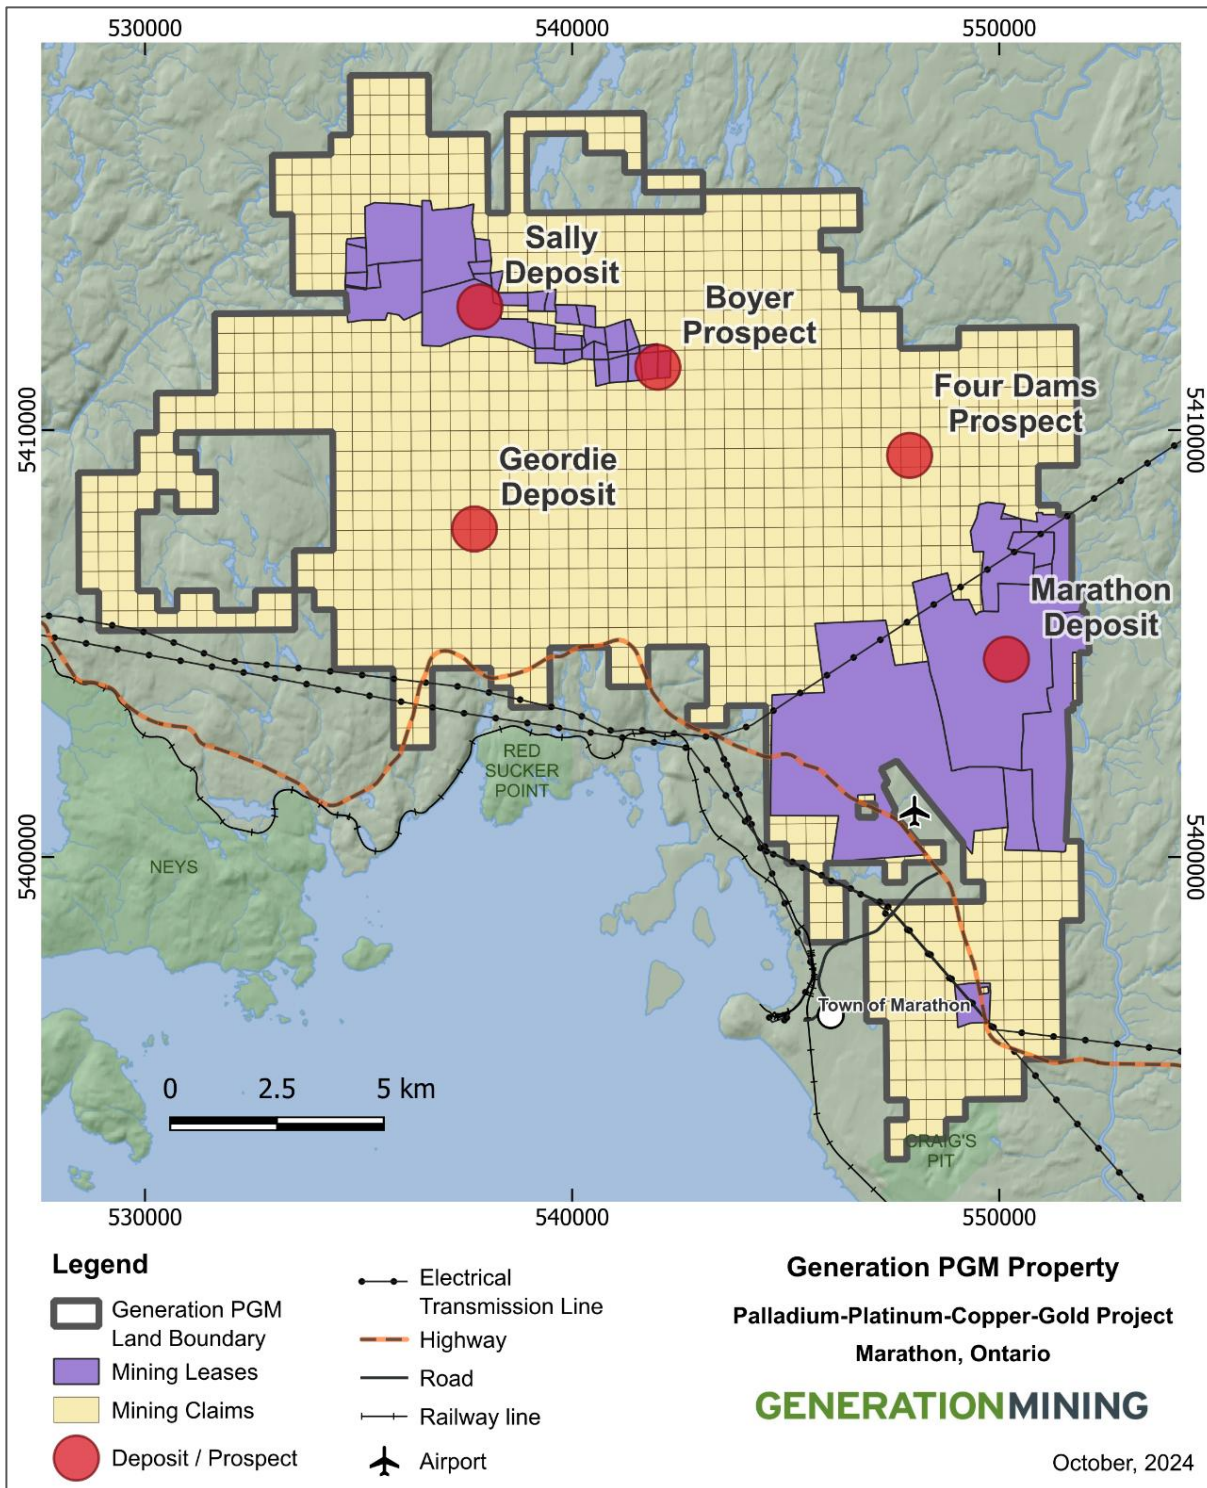 530000
540000
550000
Sally
Deposit
Boyer
Prospect
Four Dams
Prospect
5410000
5410000
Geordie
Deposit
Marathon
Deposit
RED
SUCKER
POINT
NEYS
5400000
5400000
Town of Marathon
0 2.5 5 km
CRAIG'S
PIT
530000
540000
550000
Legend
Generation PGM
Land Boundary
Mining Leases
Mining Claims
Deposit / Prospect
Electrical
Transmission Line
Highway
Road
Railway line
Airport
Generation PGM Property
Palladium-Platinum-Copper-Gold Project
Marathon, Ontario
GENERATIONMINING
October, 2024